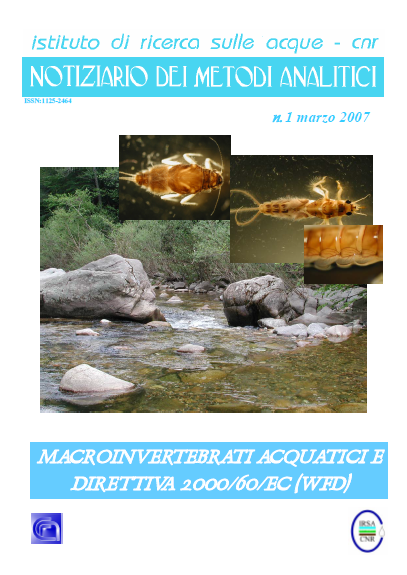 istituto di ricerca sulle acque - cnr
NOTIZIARIO DEI METODI ANALITICI
ISSN:1125-2464
n.1 marzo 2007
MACROINVERTEBRATI ACQUATICI E
DIRETTIVA 2000/60/EC (WFD)
IRSA
CNR